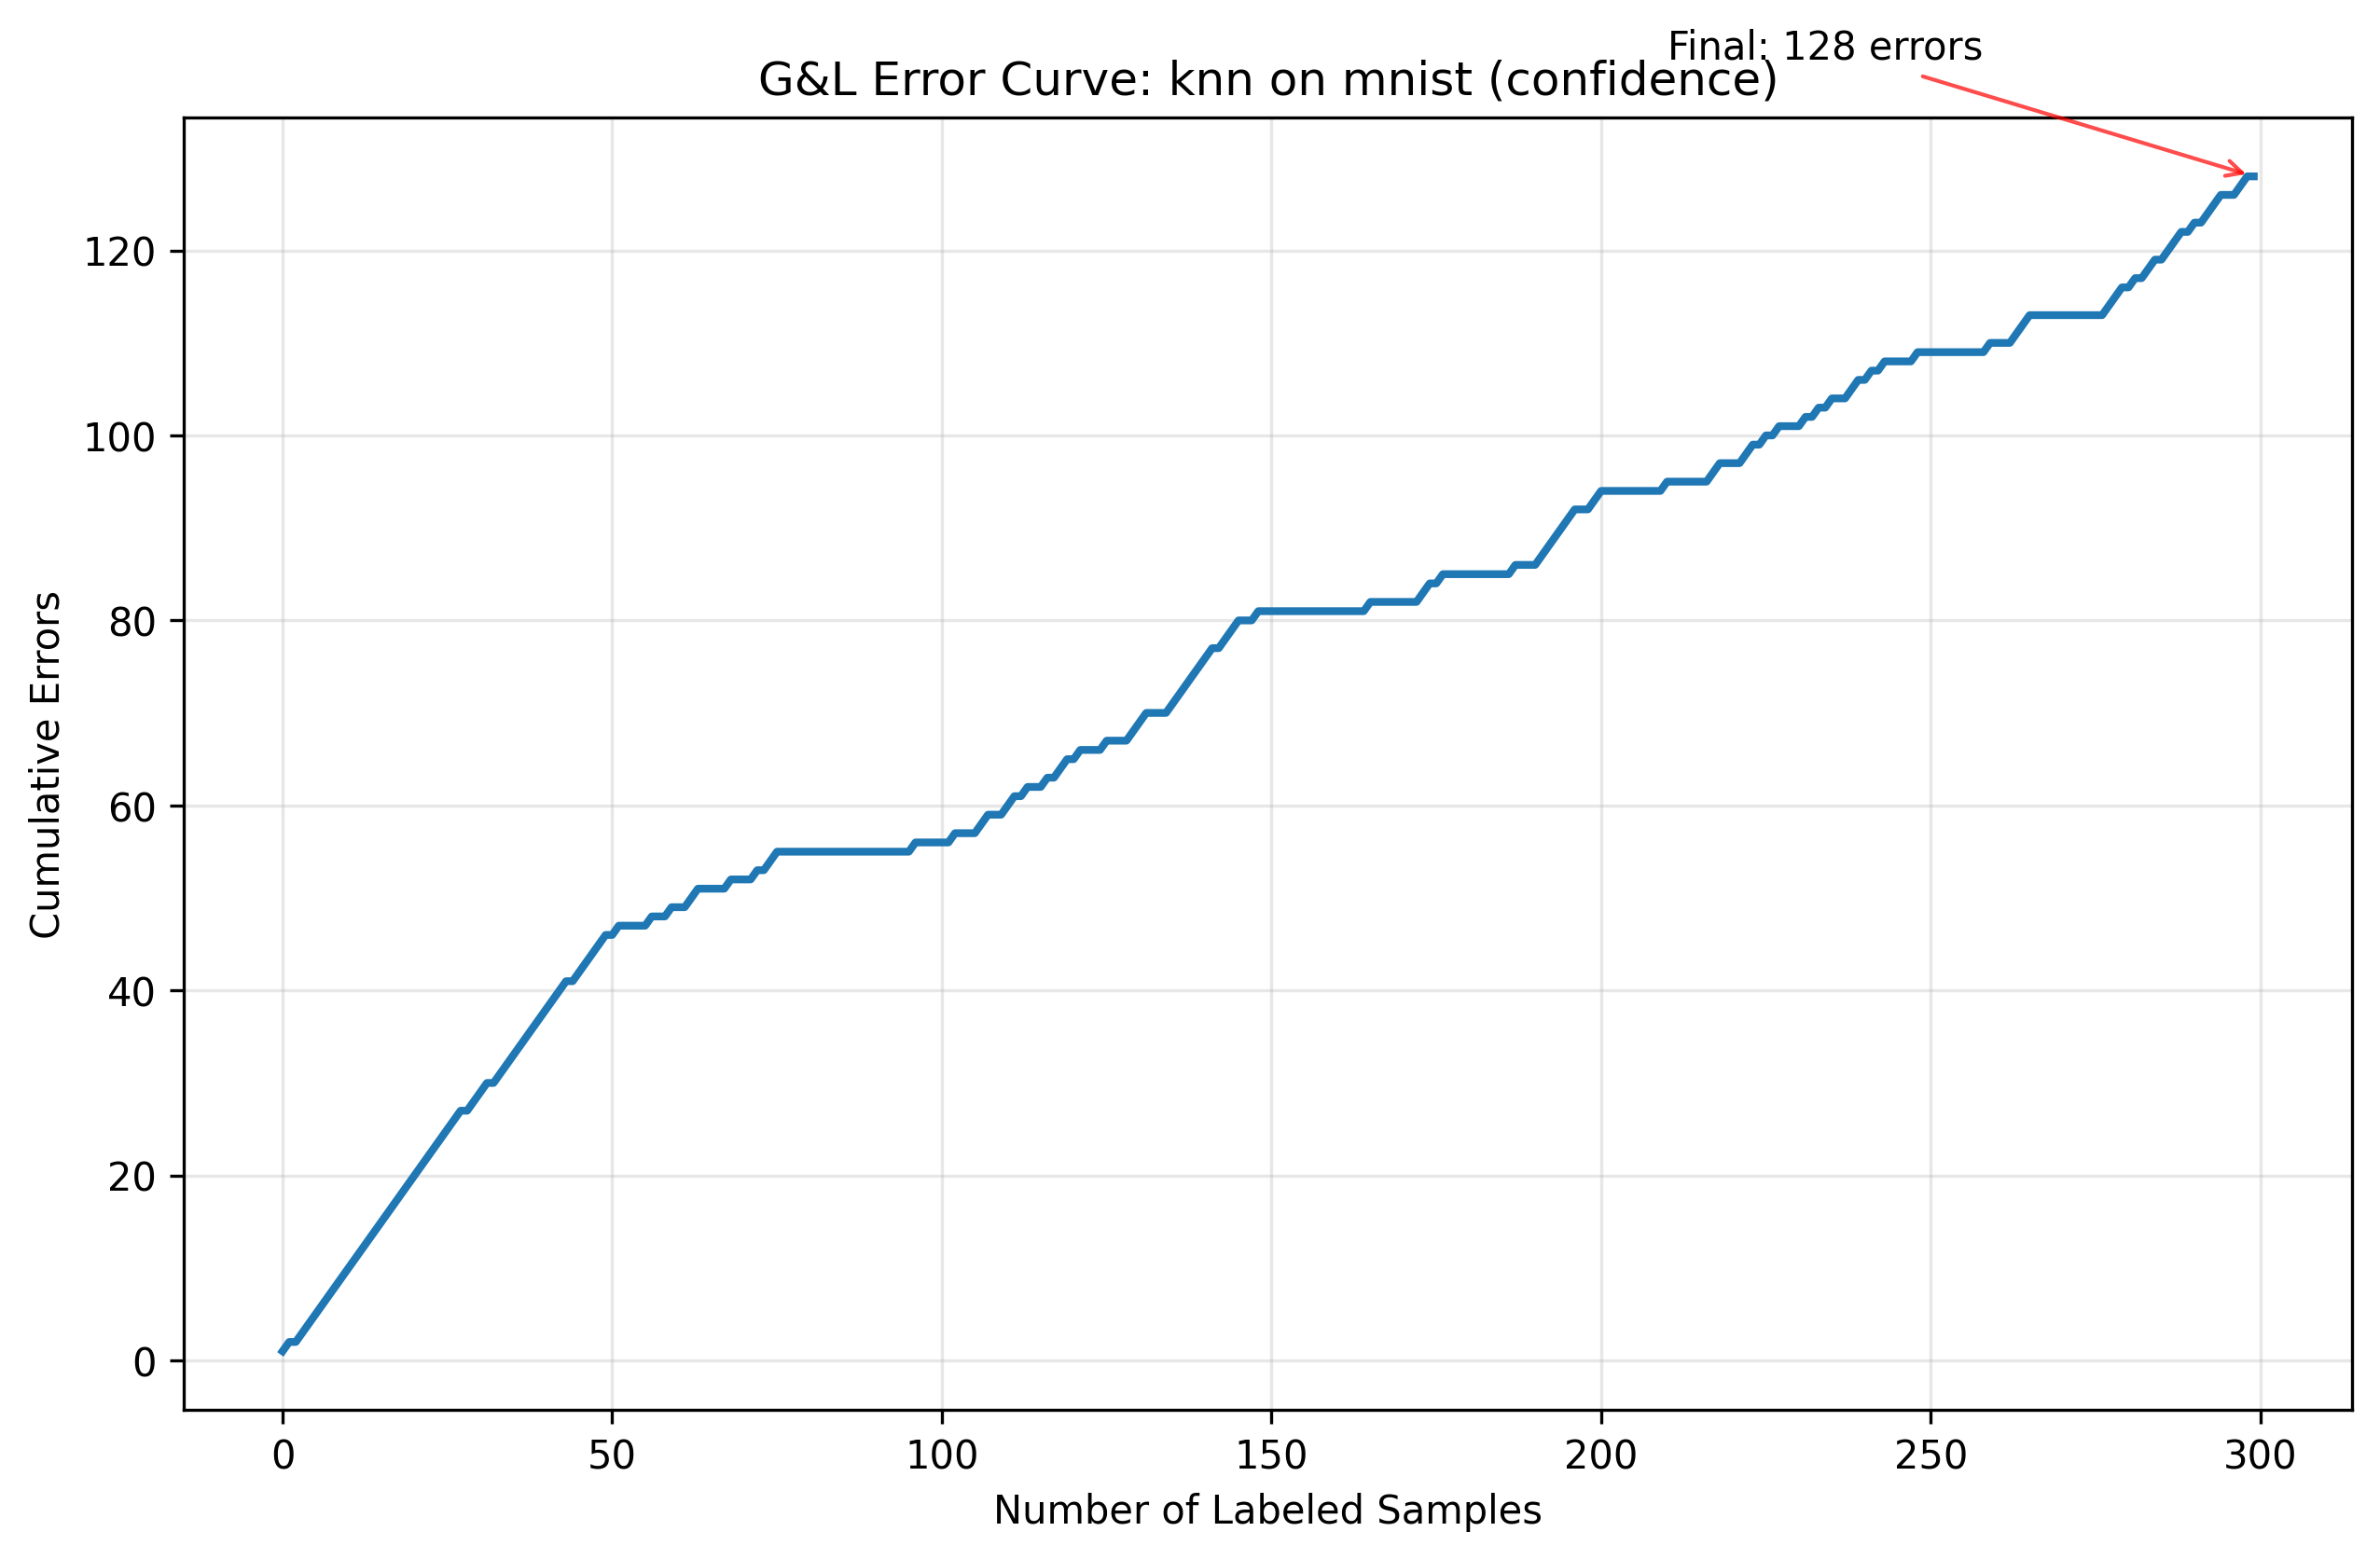 Final: 128 errors
G&L Error Curve: knn on mnist (confidence)
Cumulative Errors
120
100
80
60
40
20
0
0 50 100 150 200 250 300
Number of Labeled Samples